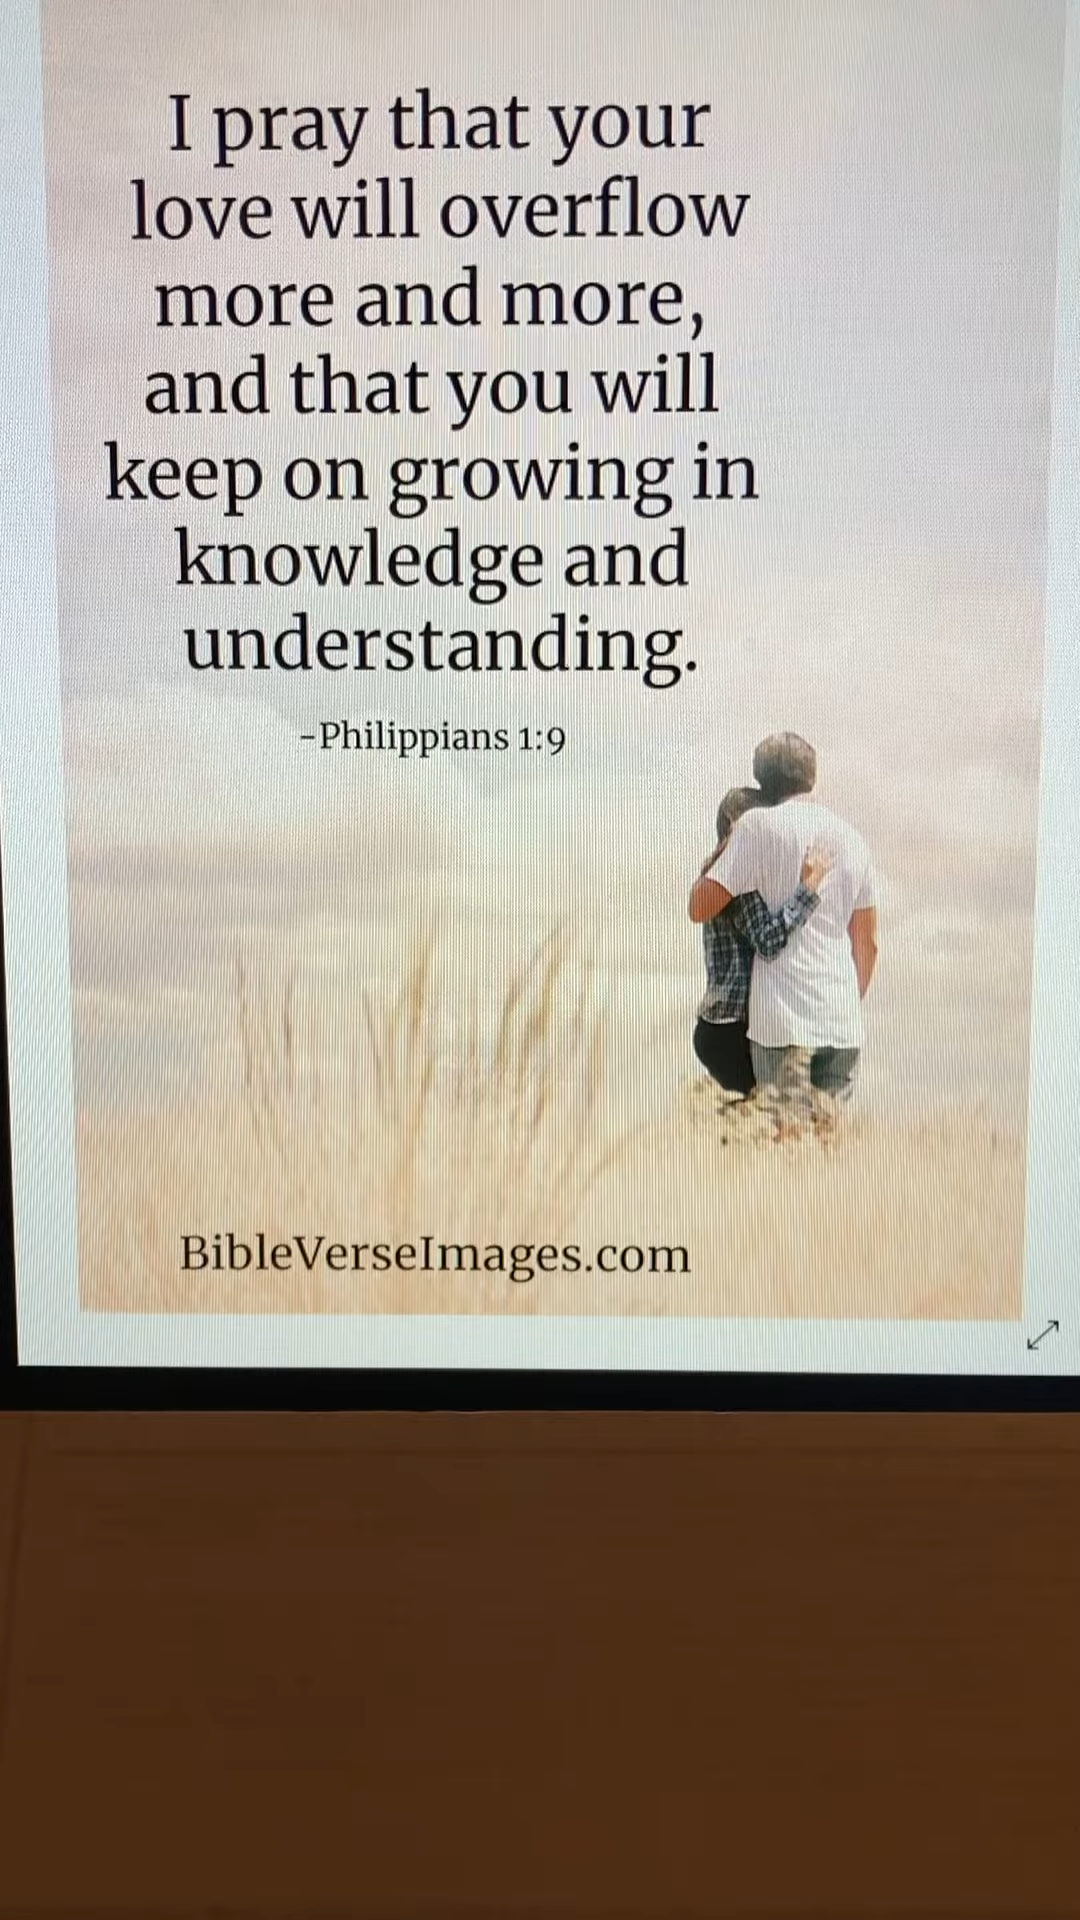 I pray that your
love will overflow
more and more,
and that you will
keep on growing in
knowledge and
understanding.
-Philippians 1:9
BibleVerseImages.com